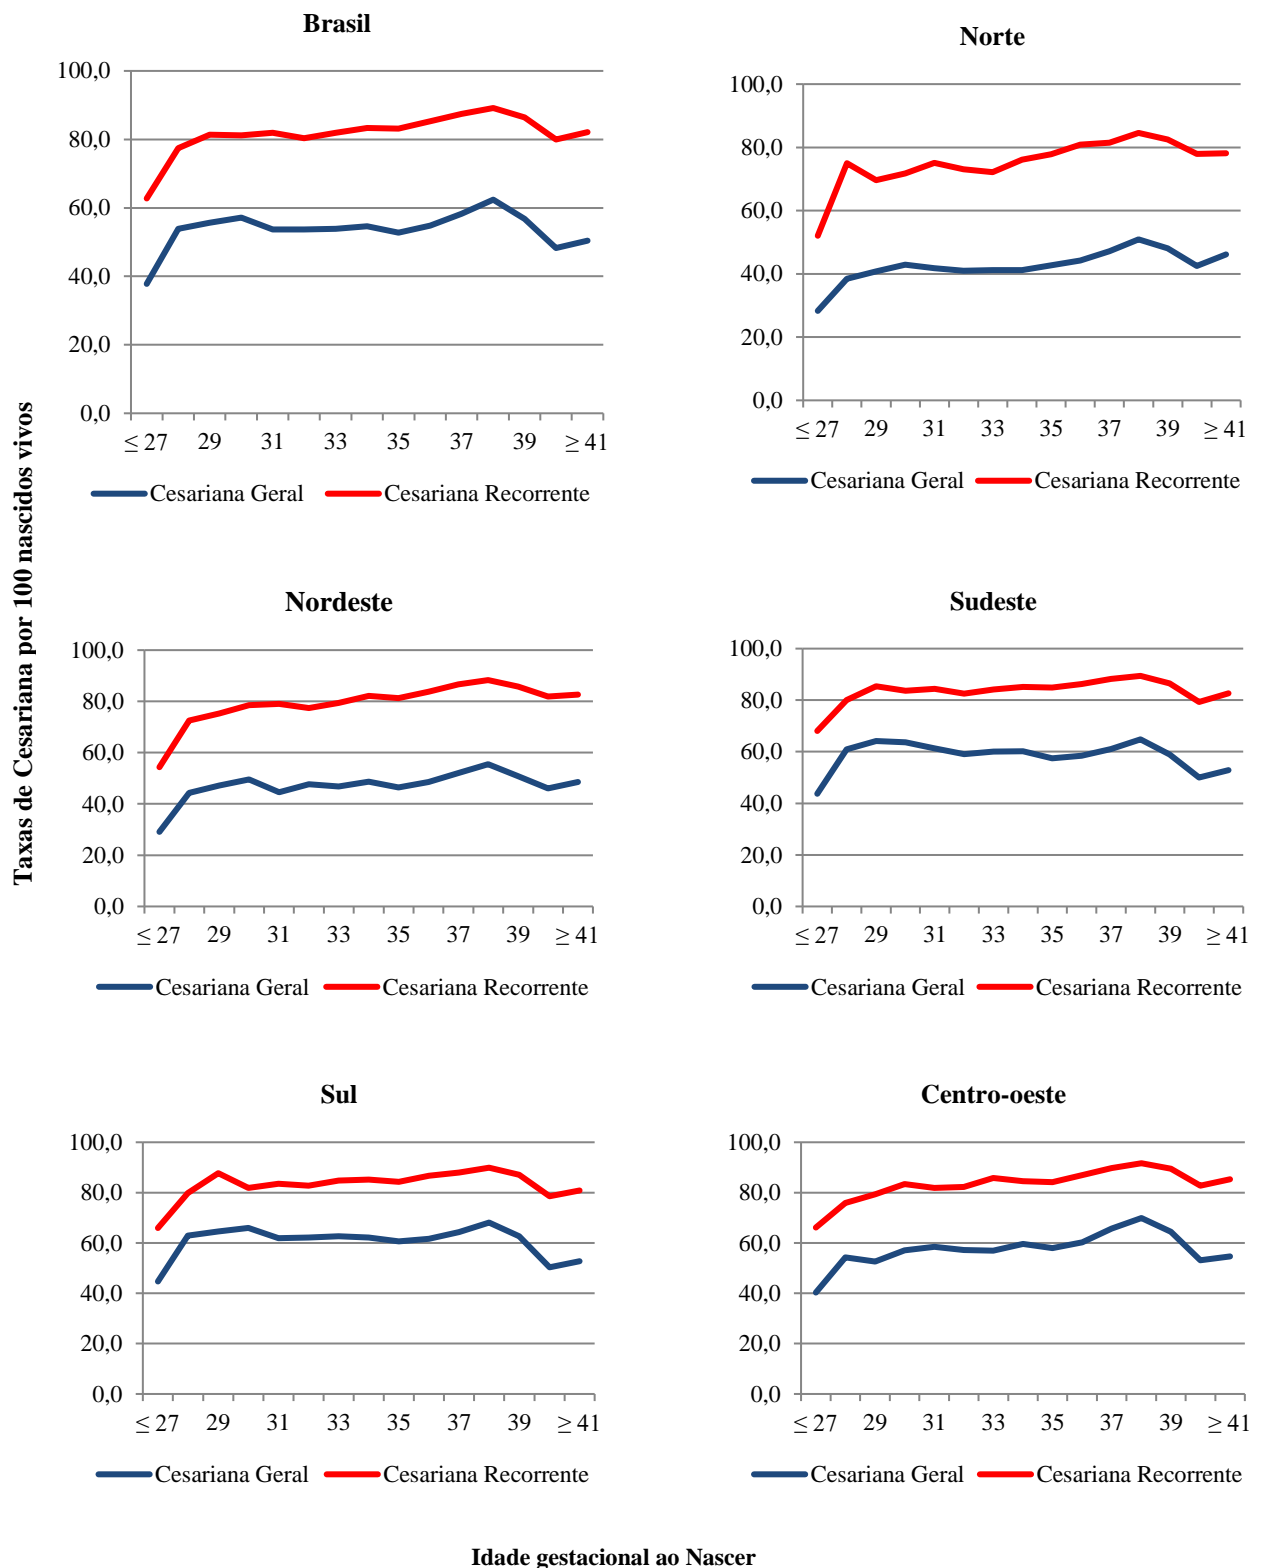 Taxas de Cesariana por 100 nascidos vivos
Brasil
100,0
80,0
60,0
40,0
20,0
0,0
≤ 27 29 31 33 35 37 39 ≥ 41
Cesariana Geral Cesariana Recorrente
Norte
100,0
80,0
60,0
40,0
20,0
0,0
≤ 27 29 31 33 35 37 39 ≥ 41
Cesariana Geral Cesariana Recorrente
Nordeste
100,0
80,0
60,0
40,0
20,0
0,0
≤ 27 29 31 33 35 37 39 ≥ 41
Cesariana Geral Cesariana Recorrente
Sudeste
100,0
80,0
60,0
40,0
20,0
0,0
≤ 27 29 31 33 35 37 39 ≥ 41
Cesariana Geral Cesariana Recorrente
Sul
100,0
80,0
60,0
40,0
20,0
0,0
≤ 27 29 31 33 35 37 39 ≥ 41
Cesariana Geral Cesariana Recorrente
Centro-oeste
100,0
80,0
60,0
40,0
20,0
0,0
≤ 27 29 31 33 35 37 39 ≥ 41
Cesariana Geral Cesariana Recorrente
Idade gestacional ao Nascer